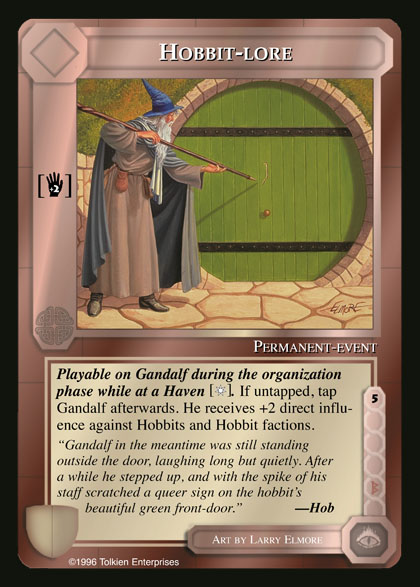 HOBBIT-LORE
[+2]
ELMORE
PERMANENT-EVENT
Playable on Gandalf during the organization
phase while at a Haven [ ]. If untapped, tap
Gandalf afterwards. He receives +2 direct influ-
ence against Hobbits and Hobbit factions.
5
“Gandalf in the meantime was still standing
outside the door, laughing long but quietly. After
a while he stepped up, and with the spike of his
staff scratched a queer sign on the hobbit’s
beautiful green front-door.” —Hob
ART BY LARRY ELMORE
©1996 Tolkien Enterprises